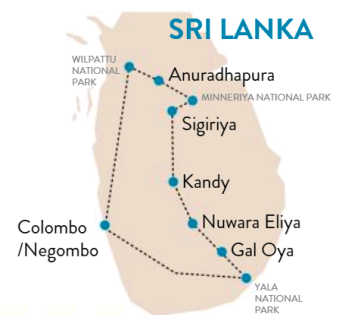 SRI LANKA
WILPATTU
NATIONAL
PARK
Anuradhapura
MINNERIYA NATIONAL PARK
Sigiriya
Kandy
Nuwara Eliya
Colombo
/Negombo
Gal Oya
YALA
NATIONAL
PARK